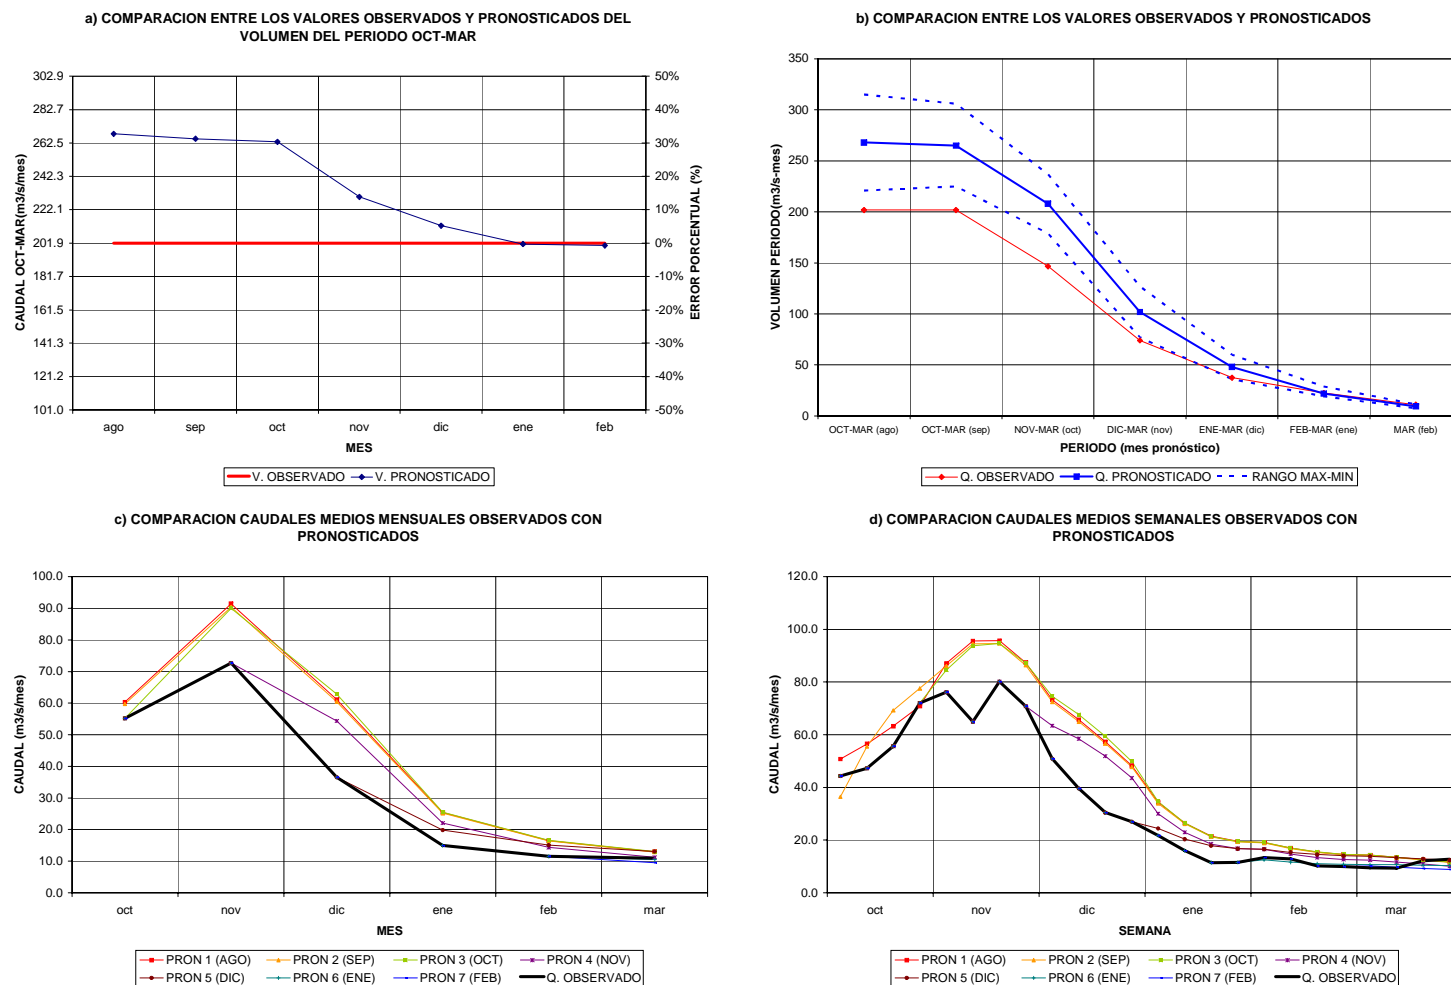 a) COMPARACION ENTRE LOS VALORES OBSERVADOS Y PRONOSTICADOS DEL
VOLUMEN DEL PERIODO OCT-MAR
302.9
282.7
262.5
242.3
222.1
201.9
181.7
161.5
141.3
121.2
101.0
50%
40%
30%
20%
10%
0%
-10%
-20%
-30%
-40%
-50%
CAUDAL OCT-MAR(m3/s/mes)
ERROR PORCENTUAL (%)
ago sep oct nov dic ene feb
MES
V. OBSERVADO V. PRONOSTICADO
b) COMPARACION ENTRE LOS VALORES OBSERVADOS Y PRONOSTICADOS
350
300
250
200
150
100
50
0
VOLUMEN PERIODO(m3/s-mes)
OCT-MAR (ago) OCT-MAR (sep) NOV-MAR (oct) DIC-MAR (nov) ENE-MAR (dic) FEB-MAR (ene) MAR (feb)
PERIODO (mes pronóstico)
Q. OBSERVADO Q. PRONOSTICADO RANGO MAX-MIN
c) COMPARACION CAUDALES MEDIOS MENSUALES OBSERVADOS CON
PRONOSTICADOS
100.0
90.0
80.0
70.0
60.0
50.0
40.0
30.0
20.0
10.0
0.0
CAUDAL (m3/s/mes)
oct nov dic ene feb mar
MES
PRON 1 (AGO) PRON 2 (SEP) PRON 3 (OCT) PRON 4 (NOV)
PRON 5 (DIC) PRON 6 (ENE) PRON 7 (FEB) Q. OBSERVADO
d) COMPARACION CAUDALES MEDIOS SEMANALES OBSERVADOS CON
PRONOSTICADOS
120.0
100.0
80.0
60.0
40.0
20.0
0.0
CAUDAL (m3/s/mes)
oct nov dic ene feb mar
SEMANA
PRON 1 (AGO) PRON 2 (SEP) PRON 3 (OCT) PRON 4 (NOV)
PRON 5 (DIC) PRON 6 (ENE) PRON 7 (FEB) Q. OBSERVADO